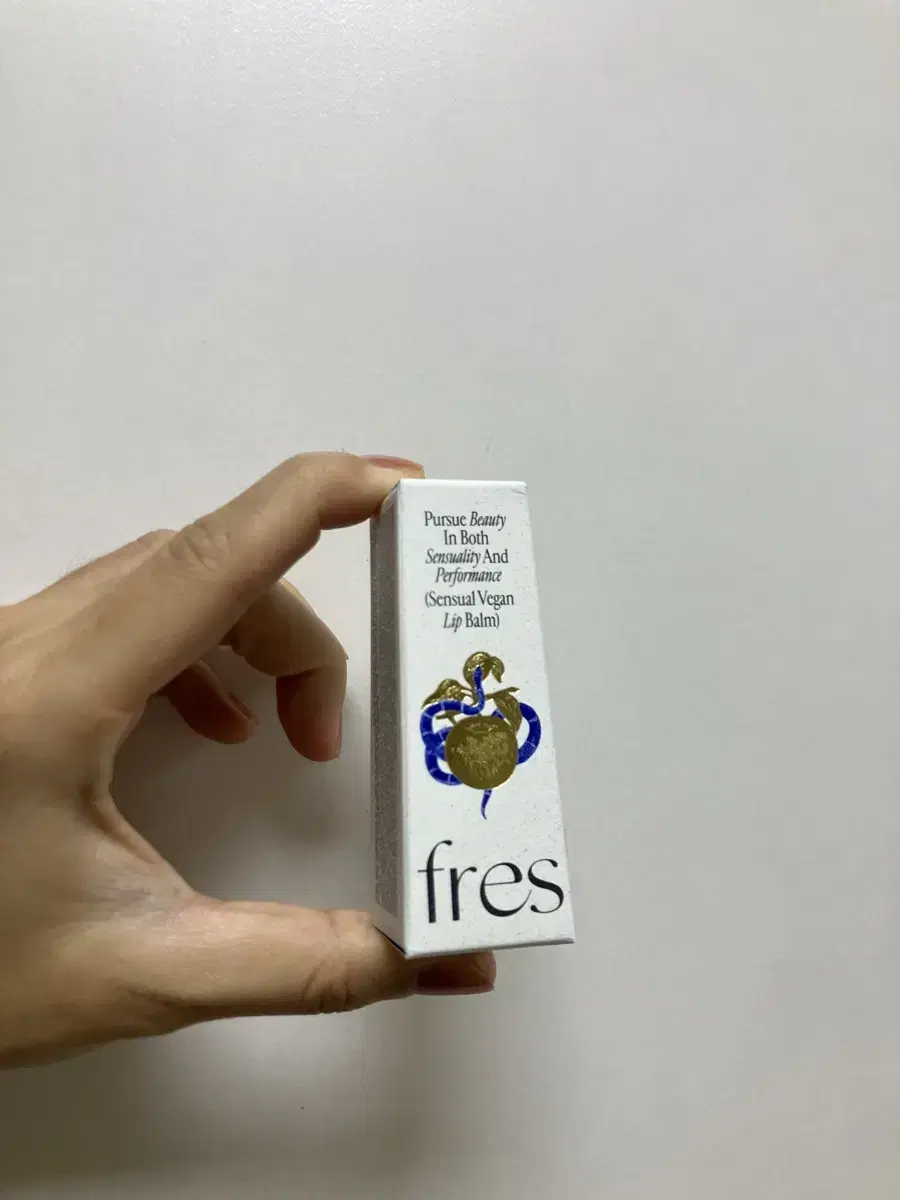 Pursue Beauty
In Both
Sensuality And
Performance
(Sensual Vegan
Lip Balm)
fres